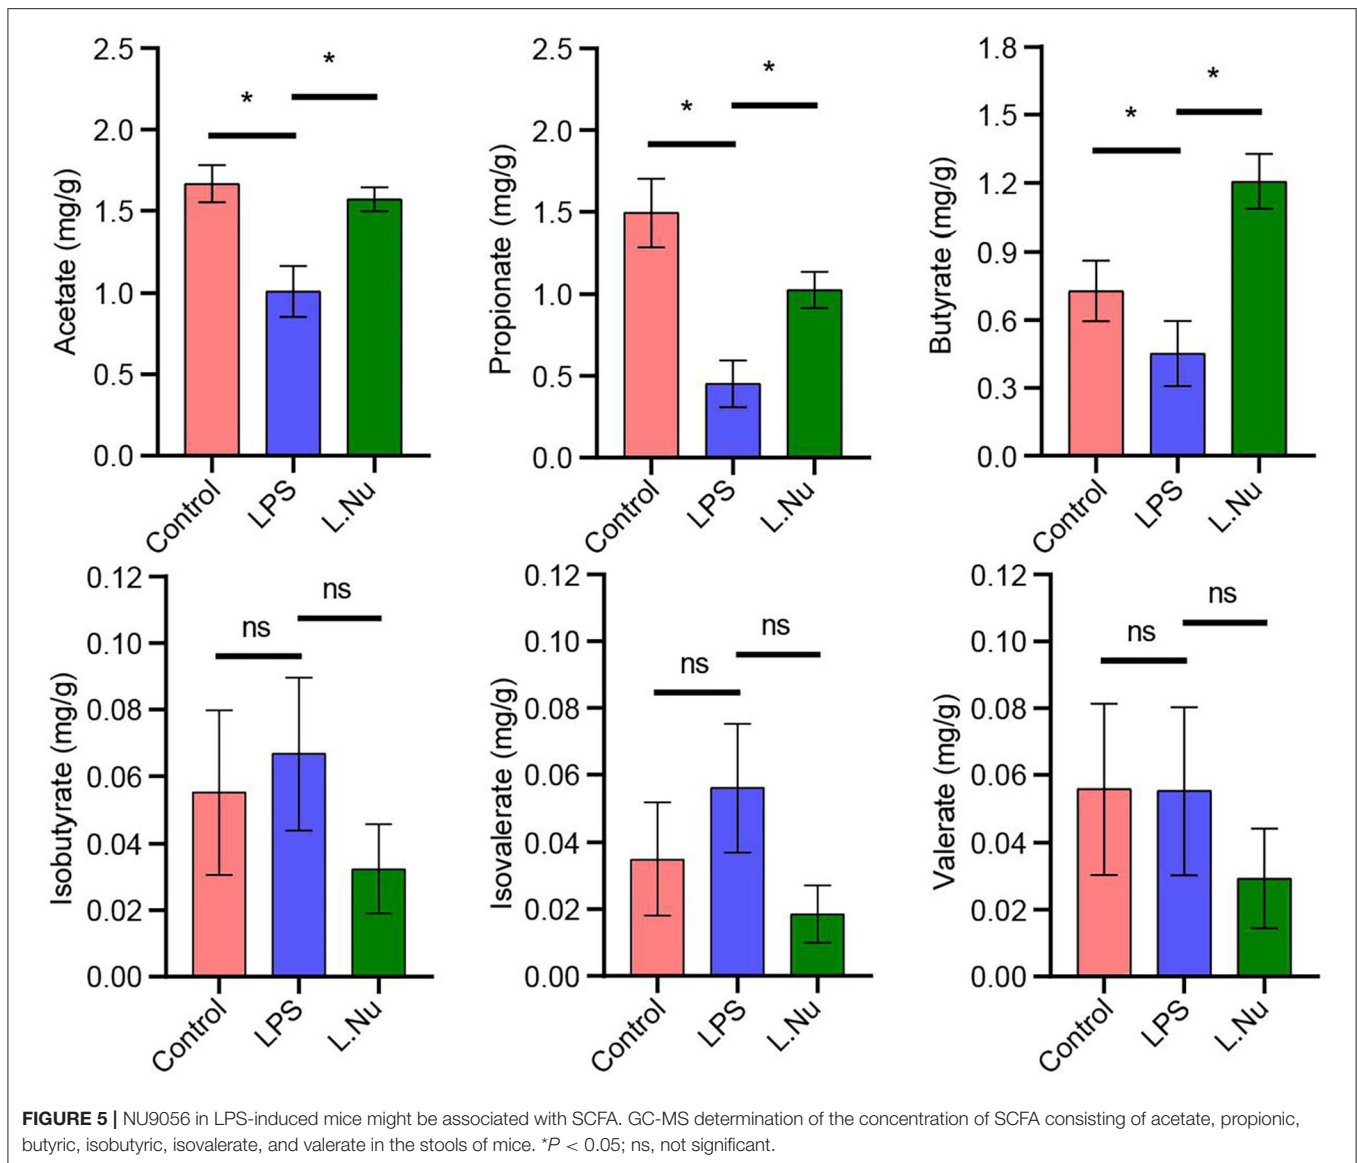 2.5
2.0
1.5
1.0
0.5
0.0
Acetate (mg/g)
*
*
Control
LPS
L.Nu
2.5
2.0
1.5
1.0
0.5
0.0
Propionate (mg/g)
*
*
Control
LPS
L.Nu
1.8
1.5
1.2
0.9
0.6
0.3
0.0
Butyrate (mg/g)
*
*
Control
LPS
L.Nu
0.12
0.10
0.08
0.06
0.04
0.02
0.00
Isobutyrate (mg/g)
ns
ns
Control
LPS
L.Nu
0.12
0.10
0.08
0.06
0.04
0.02
0.00
Isovalerate (mg/g)
ns
ns
Control
LPS
L.Nu
0.12
0.10
0.08
0.06
0.04
0.02
0.00
Valerate (mg/g)
ns
ns
Control
LPS
L.Nu
FIGURE 5 | NU9056 in LPS-induced mice might be associated with SCFA. GC-MS determination of the concentration of SCFA consisting of acetate, propionic,
butyric, isobutyric, isovalerate, and valerate in the stools of mice. *P < 0.05; ns, not significant.